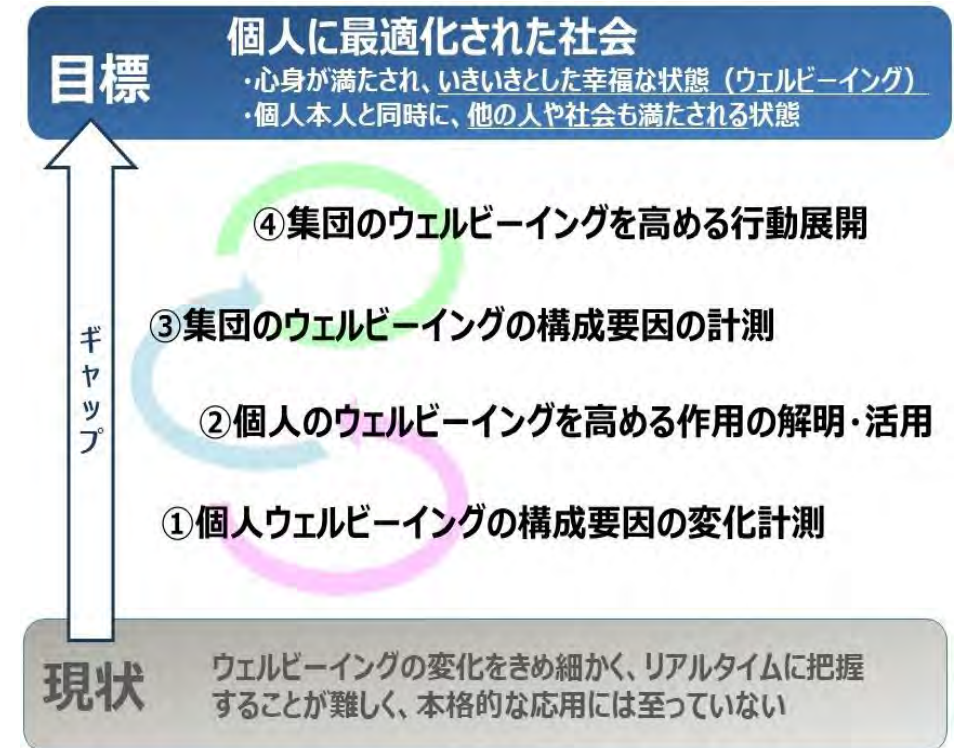 目標
個人に最適化された社会
・心身が満たされ、いきいきとした幸福な状態（ウェルビーイング）
・個人本人と同時に、他の人や社会も満たされる状態
④集団のウェルビーイングを高める行動展開
③集団のウェルビーイングの構成要因の計測
②個人のウェルビーイングを高める作用の解明・活用
①個人ウェルビーイングの構成要因の変化計測
ギャップ
現状
ウェルビーイングの変化をきめ細かく、リアルタイムに把握
することが難しく、本格的な応用には至っていない